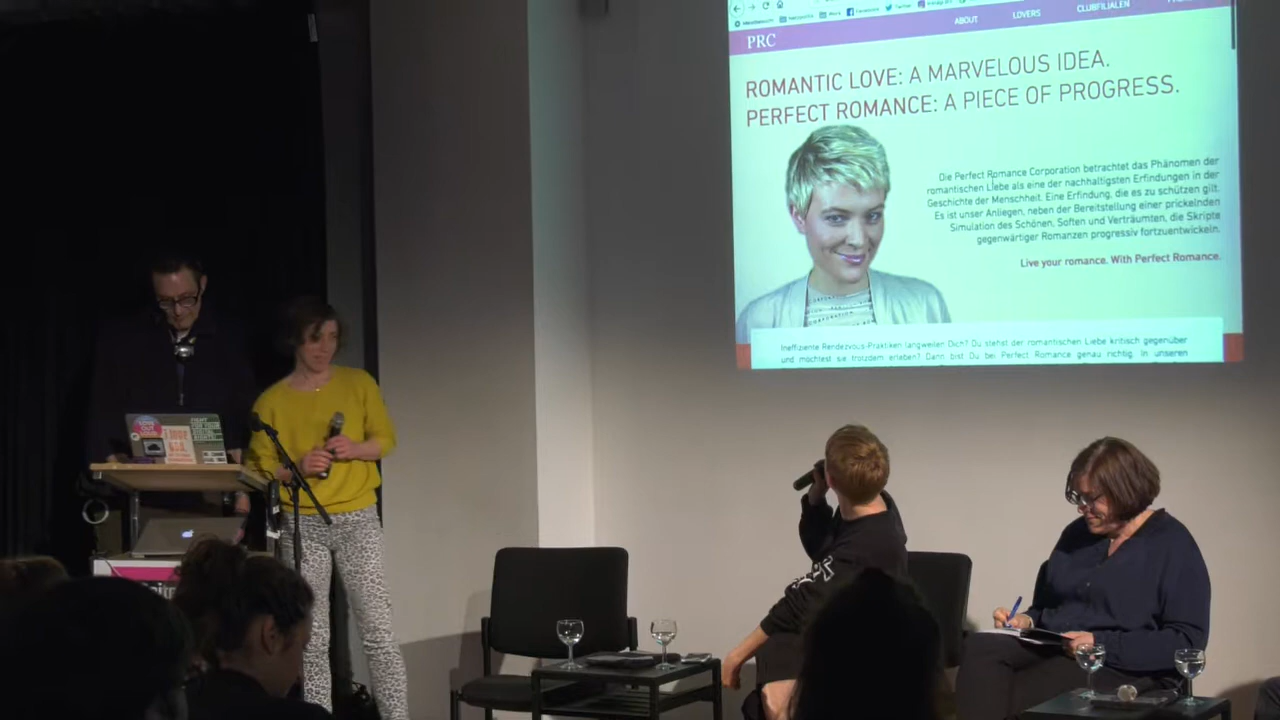 ABOUT
LOVERS
CLUBFILIALEN
PRC
ROMANTIC LOVE: A MARVELOUS IDEA.
PERFECT ROMANCE: A PIECE OF PROGRESS.
Die Perfect Romance Corporation betrachtet das Phänomen der
romantischen Liebe als eine der nachhaltigsten Erfindungen in der
Geschichte der Menschheit. Eine Erfindung, die es zu schützen gilt.
Es ist unser Anliegen, neben der Bereitstellung einer prickelnden
Simulation des Schönen, Soften und Verträumten, die Skripte
gegenwärtiger Romanzen progressiv fortzuentwickeln.
Live your romance. With Perfect Romance.
Ineffiziente Rendezvous-Praktiken langweilen Dich? Du stehst der romantischen Liebe kritisch gegenüber
und möchtest sie trotzdem erleben? Dann bist Du bei Perfect Romance genau richtig. In unseren